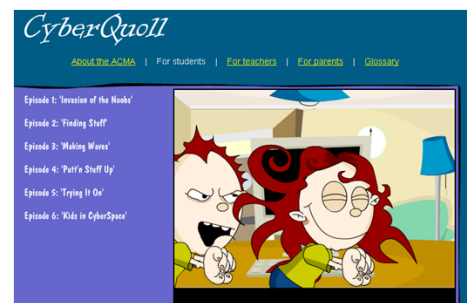 CyberQuoll
About the ACMA | For students | For teachers | For parents | Glossary
Episode 1: 'Invasion of the Noobs'
Episode 2: 'Finding Stuff'
Episode 3: 'Making Waves'
Episode 4: 'Putt'n Stuff Up'
Episode 5: 'Trying It On'
Episode 6: 'Kids in CyberSpace'